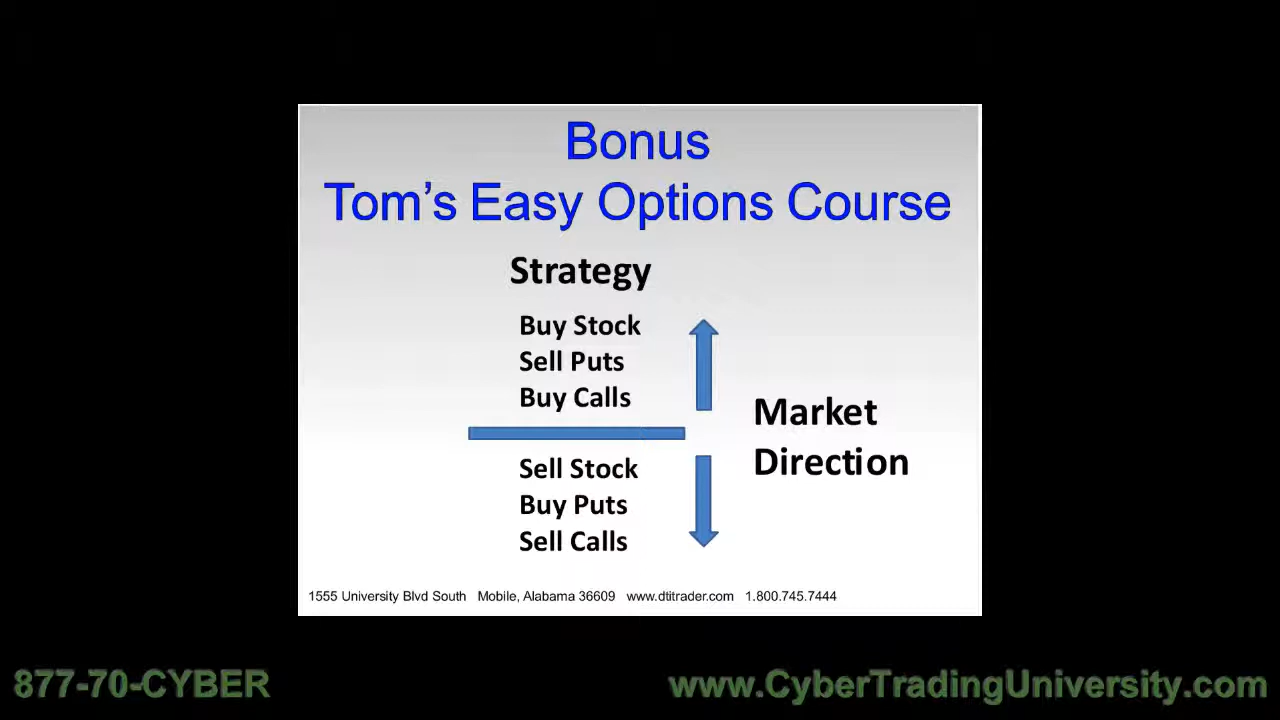 Bonus
Tom's Easy Options Course
Strategy
Buy Stock
Sell Puts
Buy Calls
Market
Direction
Sell Stock
Buy Puts
Sell Calls
1555 University Blvd South Mobile, Alabama 36609 www.dtitrader.com 1.800.745.7444
877-70-CYBER www.CyberTradingUniversity.com